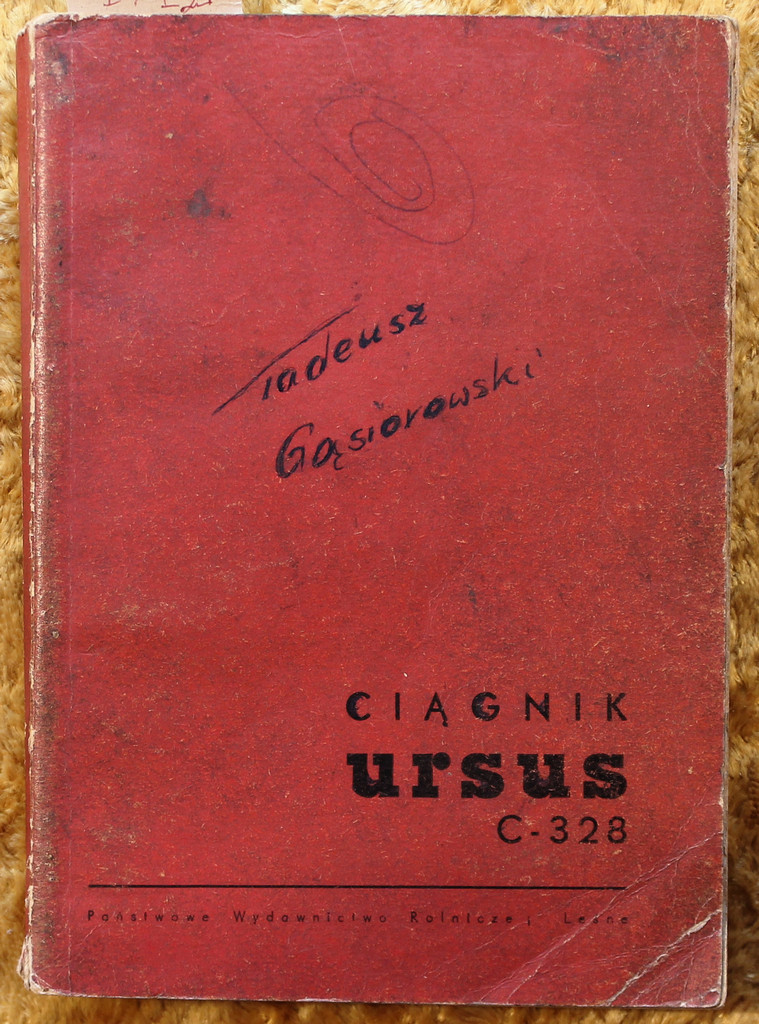 Tadeusz
Gąsiorowski
CIĄGNIK
ursus
C-328
Państwowe Wydawnictwo Rolnicze i Leśne